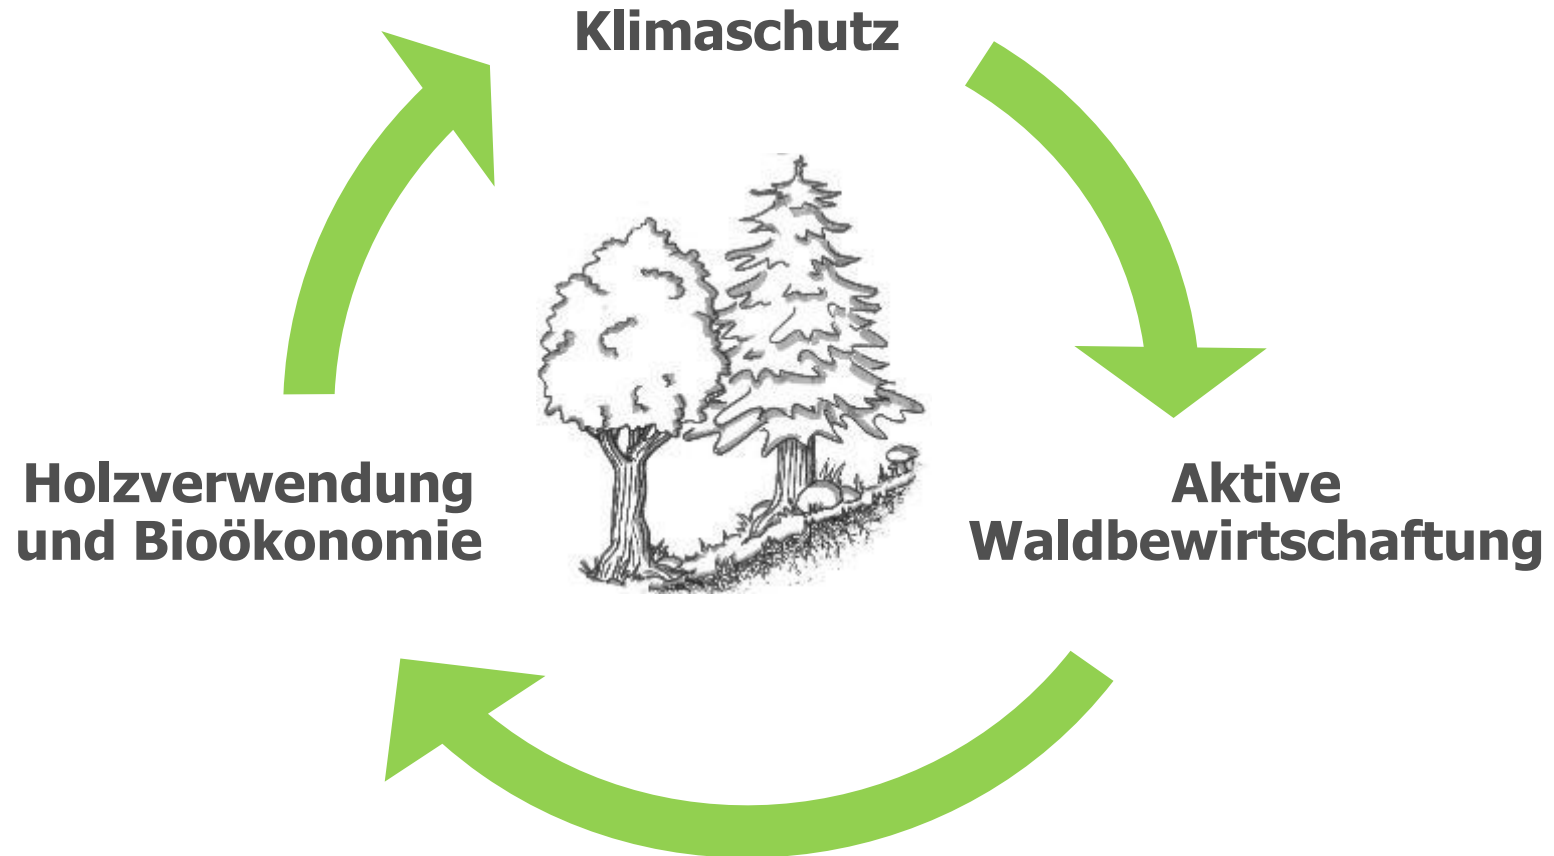 Klimaschutz
Aktive
Waldbewirtschaftung
Holzverwendung
und Bioökonomie